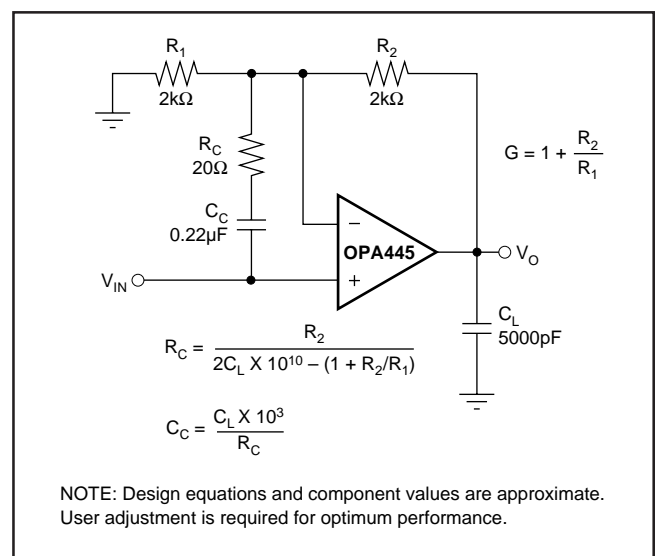 R1
2kΩ
R2
2kΩ
RC
20Ω
G = 1 + R2
R1
CC
0.22µF
–
OPA445
+
VIN
VO
CL
5000pF
RC = R2
2CL X 10^10 – (1 + R2/R1)
CC = CL X 10^3
RC
NOTE: Design equations and component values are approximate.
User adjustment is required for optimum performance.